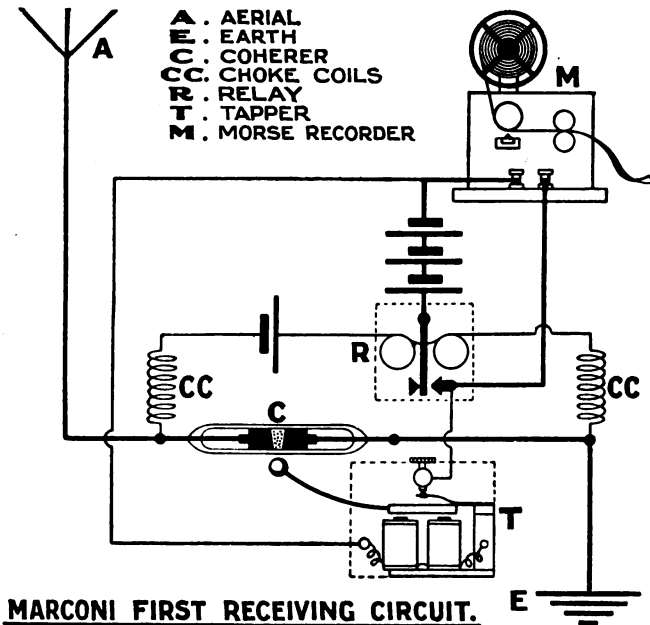 A
A. AERIAL
E. EARTH
C. COHERER
CC. CHOKE COILS
R. RELAY
T. TAPPER
M. MORSE RECORDER
M
R
CC
C
CC
T
E
MARCONI FIRST RECEIVING CIRCUIT.